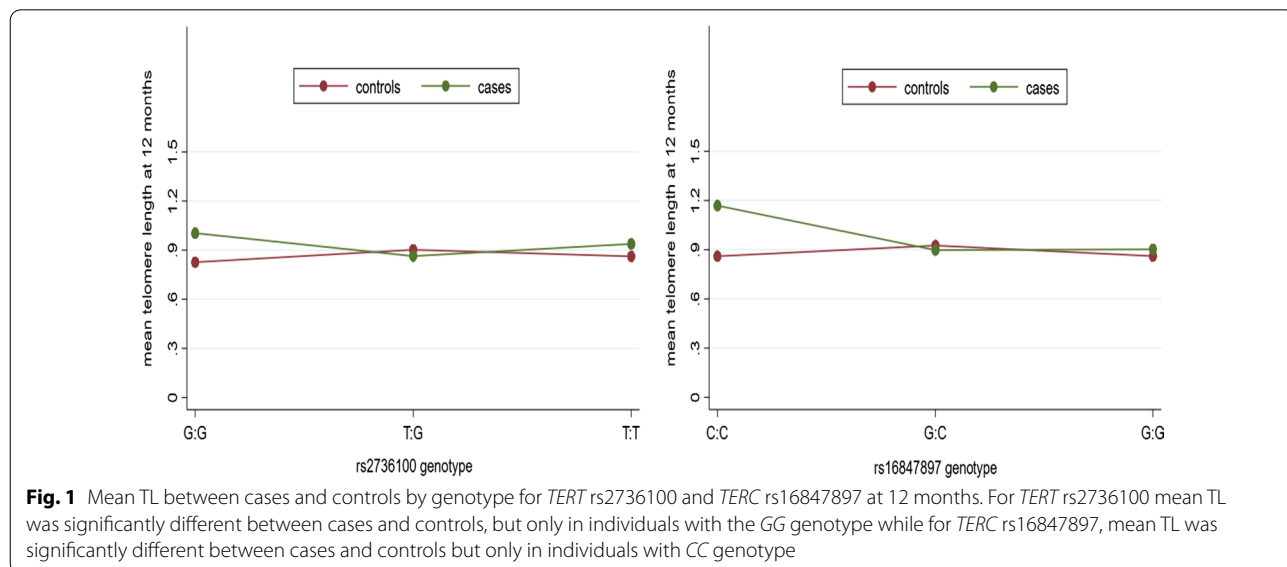 controls cases
mean telomere length at 12 months
1.5
1.2
.9
.6
.3
0
G:G T:G T:T
rs2736100 genotype
controls cases
mean telomere length at 12 months
1.5
1.2
.9
.6
.3
0
C:C G:C G:G
rs16847897 genotype
Fig. 1 Mean TL between cases and controls by genotype for TERT rs2736100 and TERC rs16847897 at 12 months. For TERT rs2736100 mean TL
was significantly different between cases and controls, but only in individuals with the GG genotype while for TERC rs16847897, mean TL was
significantly different between cases and controls but only in individuals with CC genotype